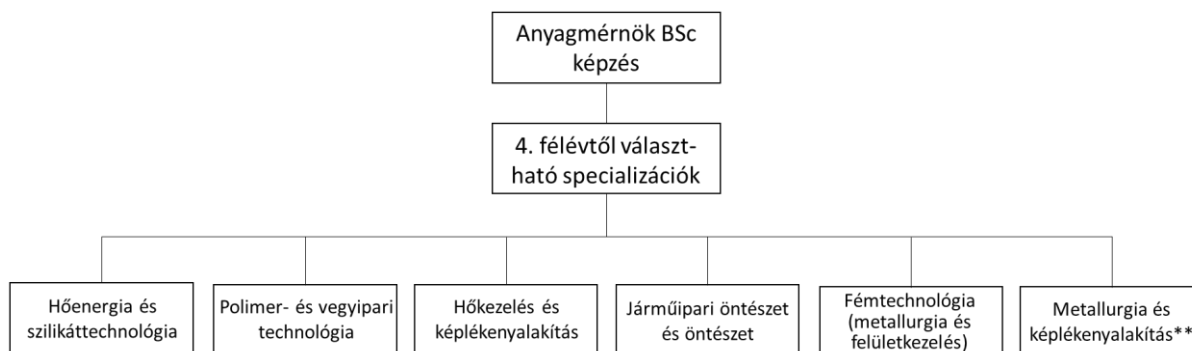 Anyagmérnök BSc
képzés
4. félévtől választ-
ható specializációk
Hőenergia és
szilikáttechnológia
Polimer- és vegyipari
technológia
Hőkezelés és
képlékenyalakítás
Járműipari öntészet
és öntészet
Fémtechnológia
(metallurgia és
felületkezelés)
Metallurgia és
képlékenyalakítás**